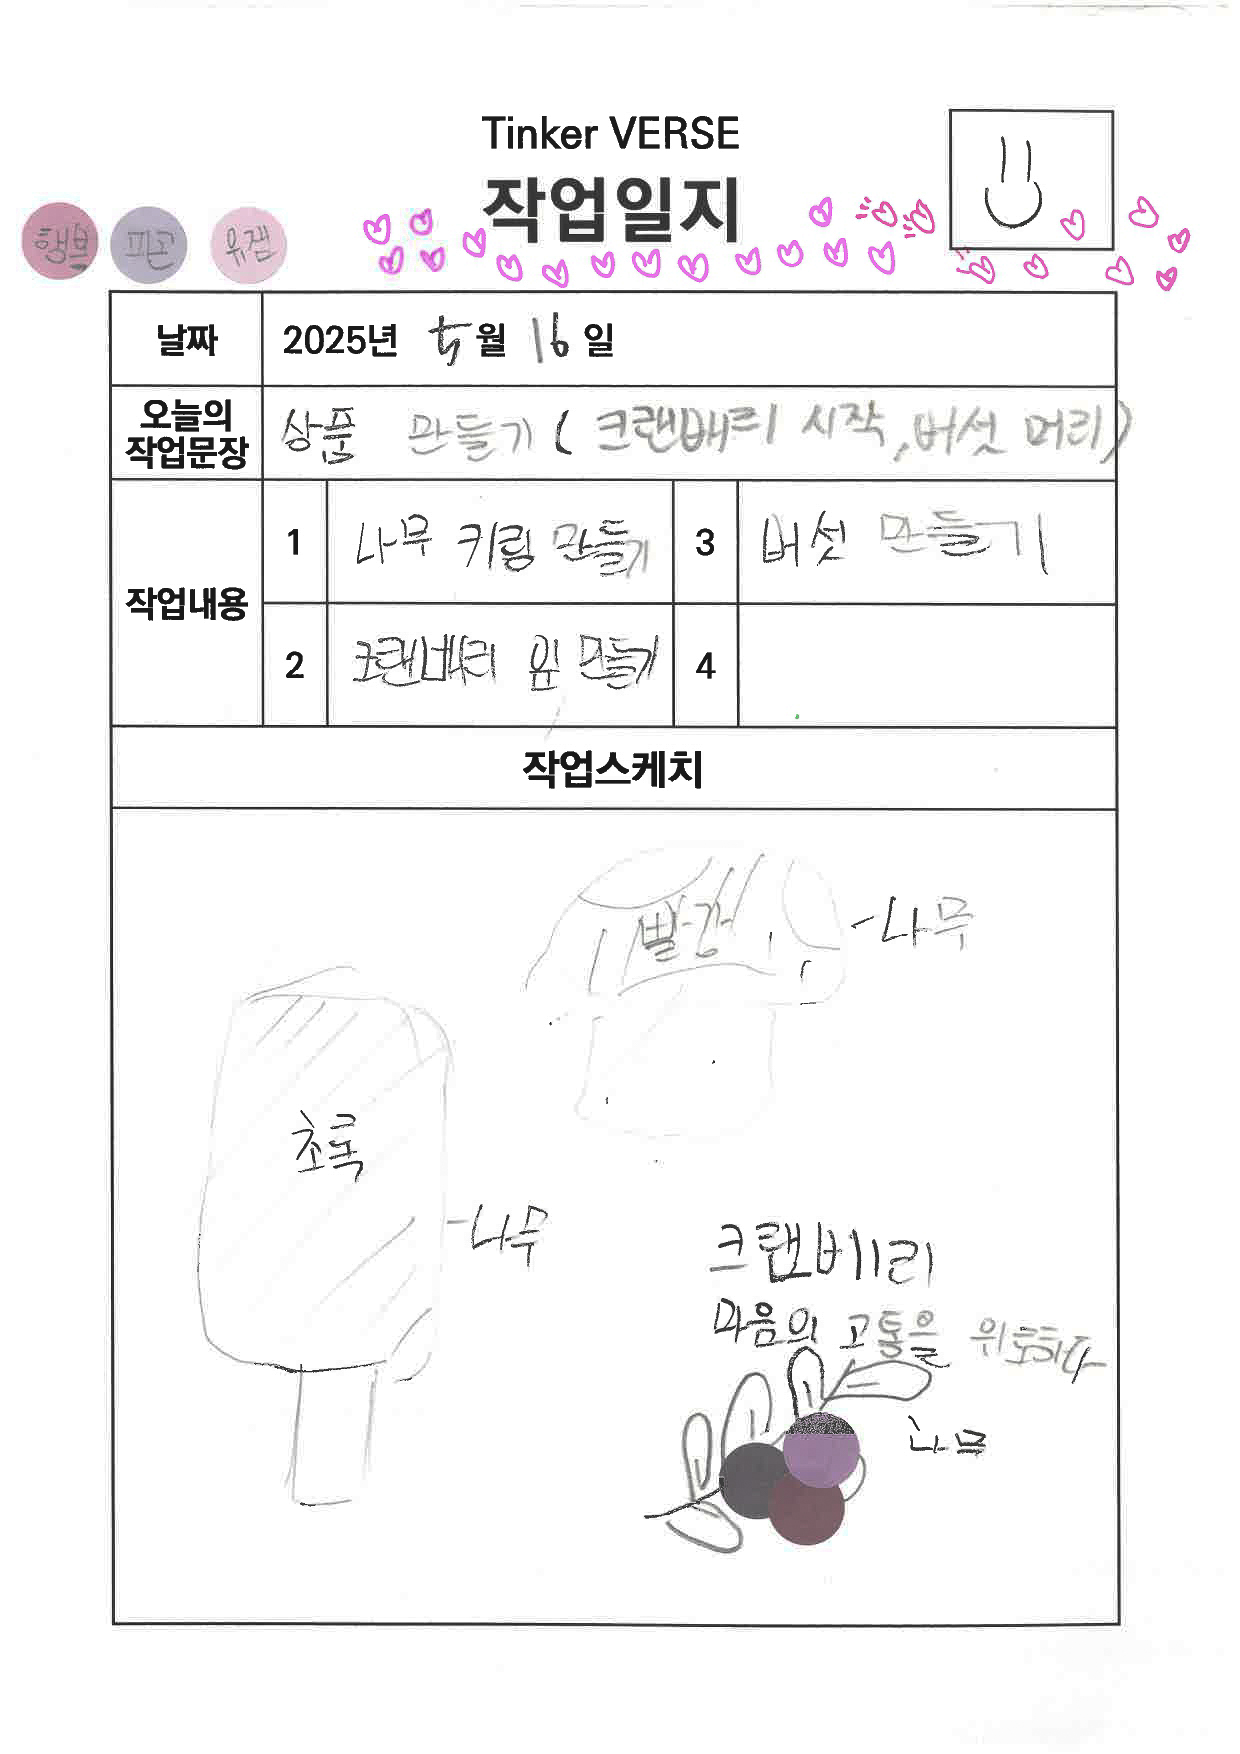 Tinker VERSE
작업일지
행복 피곤 유쾌
날짜 2025년 5월 16일
오늘의 작업문장 상품 만들기 ( 크랜베리 시작, 버섯 머리)
작업내용
1 나무 키링 만들기
3 버섯 만들기
2 크랜베리 잎 만들기
4
작업스케치
빨강
-나무
초록
-나무
크랜베리
마음의 고통을 위로하다
나무